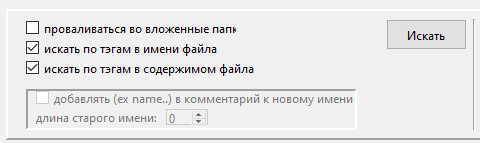 проваливаться во вложенные папк
искать по тэгам в имени файла
искать по тэгам в содержимом файла
Искать
добавлять (ex name..) в комментарий к новому имени
длина старого имени: 0